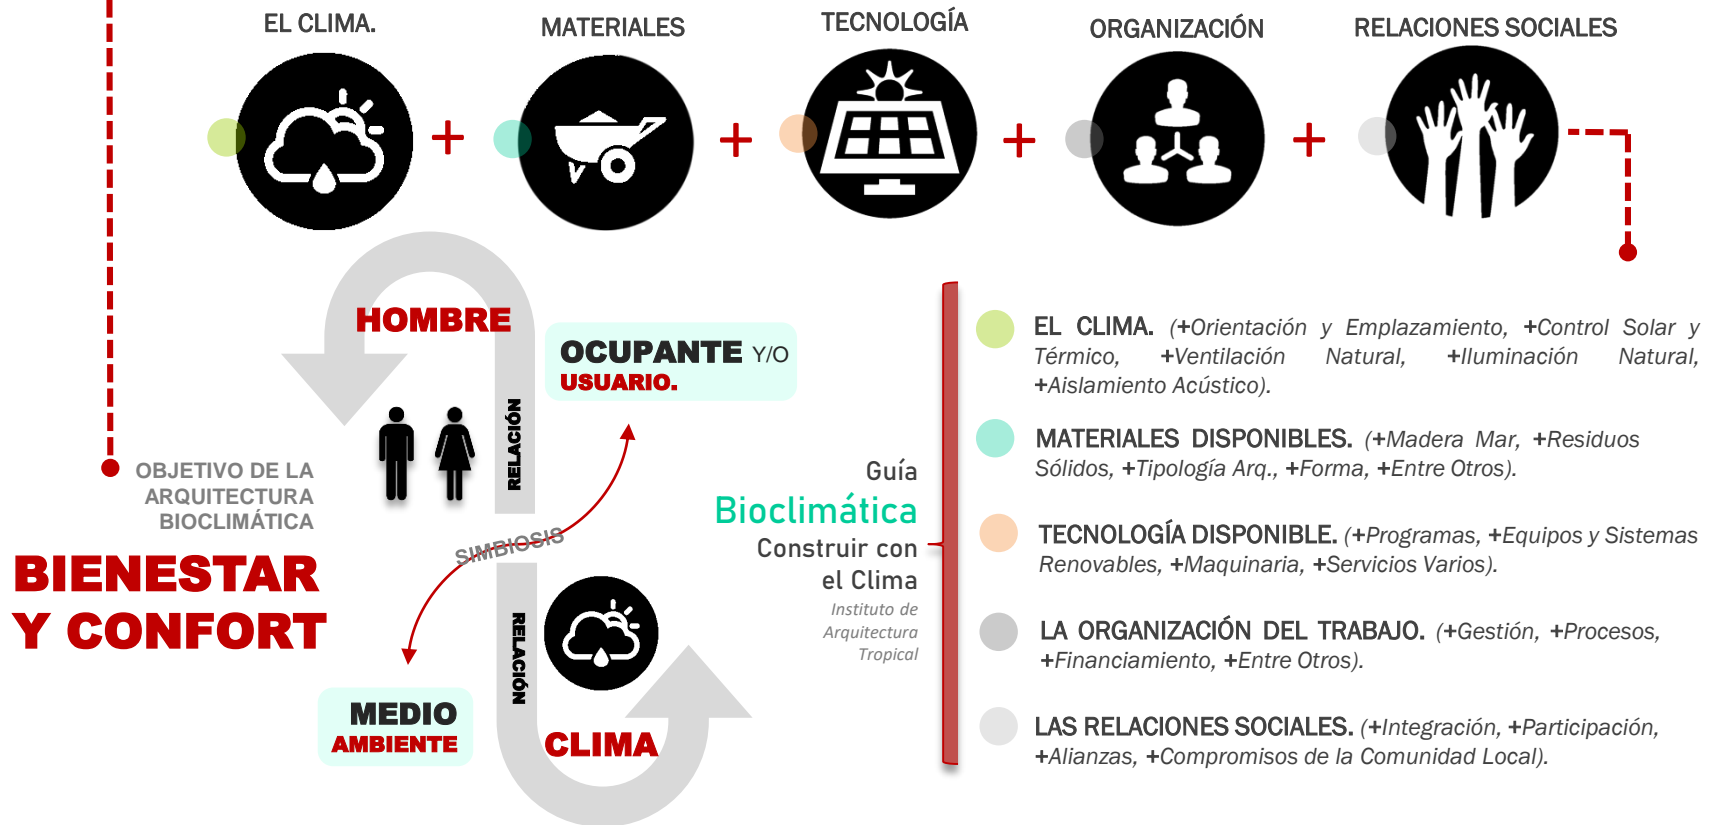 EL CLIMA.
MATERIALES
TECNOLOGÍA
ORGANIZACIÓN
RELACIONES SOCIALES
HOMBRE
OCUPANTE Y/O
USUARIO.
RELACIÓN
OBJETIVO DE LA
ARQUITECTURA
BIOCLIMÁTICA
BIENESTAR
Y CONFORT
SIMBIOSIS
RELACIÓN
MEDIO
AMBIENTE
CLIMA
Guía
Bioclimática
Construir con
el Clima
Instituto de
Arquitectura
Tropical
EL CLIMA. (+Orientación y Emplazamiento, +Control Solar y
Térmico, +Ventilación Natural, +Iluminación Natural,
+Aislamiento Acústico).
MATERIALES DISPONIBLES. (+Madera Mar, +Residuos
Sólidos, +Tipología Arq., +Forma, +Entre Otros).
TECNOLOGÍA DISPONIBLE. (+Programas, +Equipos y Sistemas
Renovables, +Maquinaria, +Servicios Varios).
LA ORGANIZACIÓN DEL TRABAJO. (+Gestión, +Procesos,
+Financiamiento, +Entre Otros).
LAS RELACIONES SOCIALES. (+Integración, +Participación,
+Alianzas, +Compromisos de la Comunidad Local).